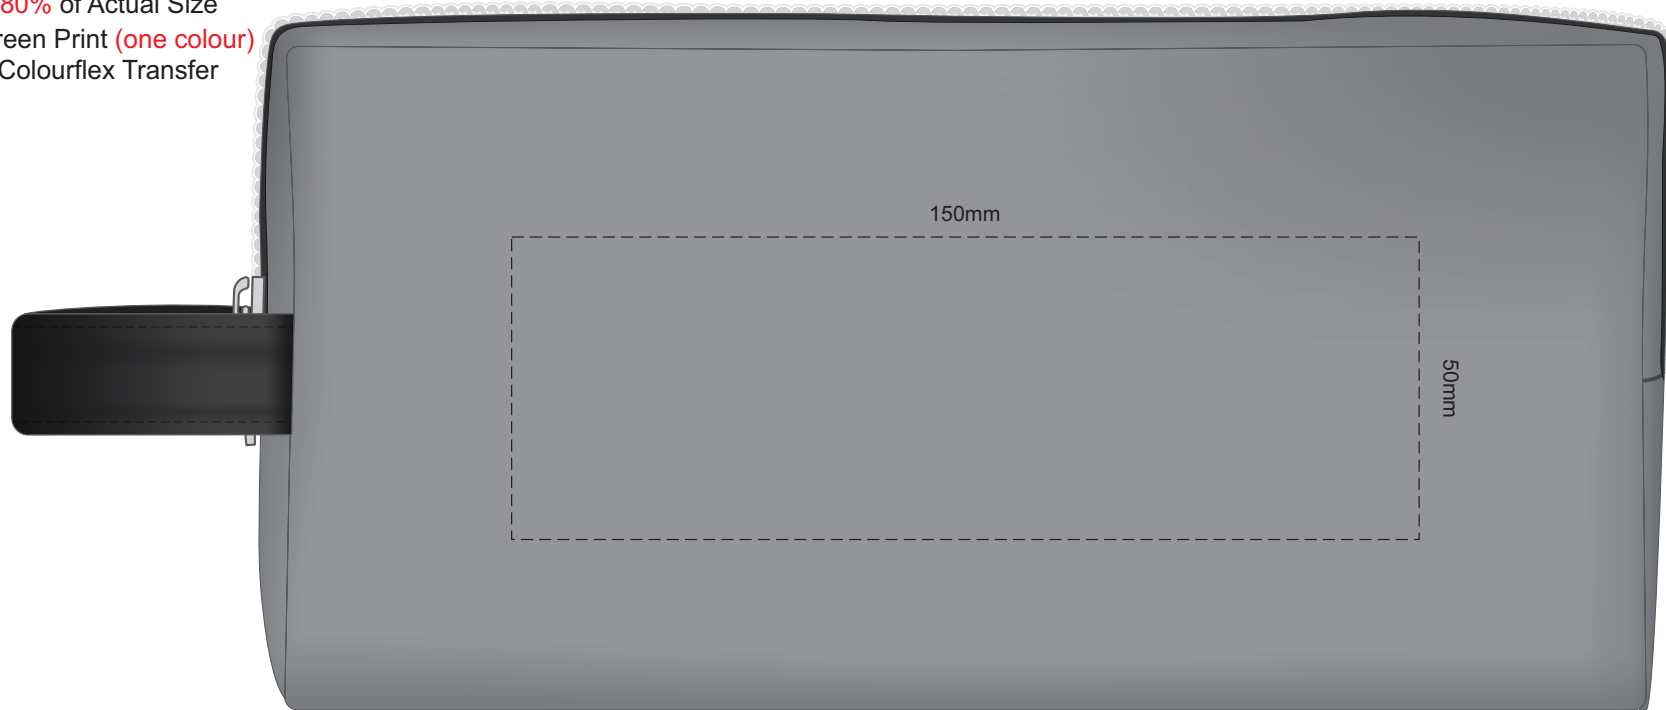 80% of Actual Size
reen Print (one colour)
Colourflex Transfer
150mm
50mm